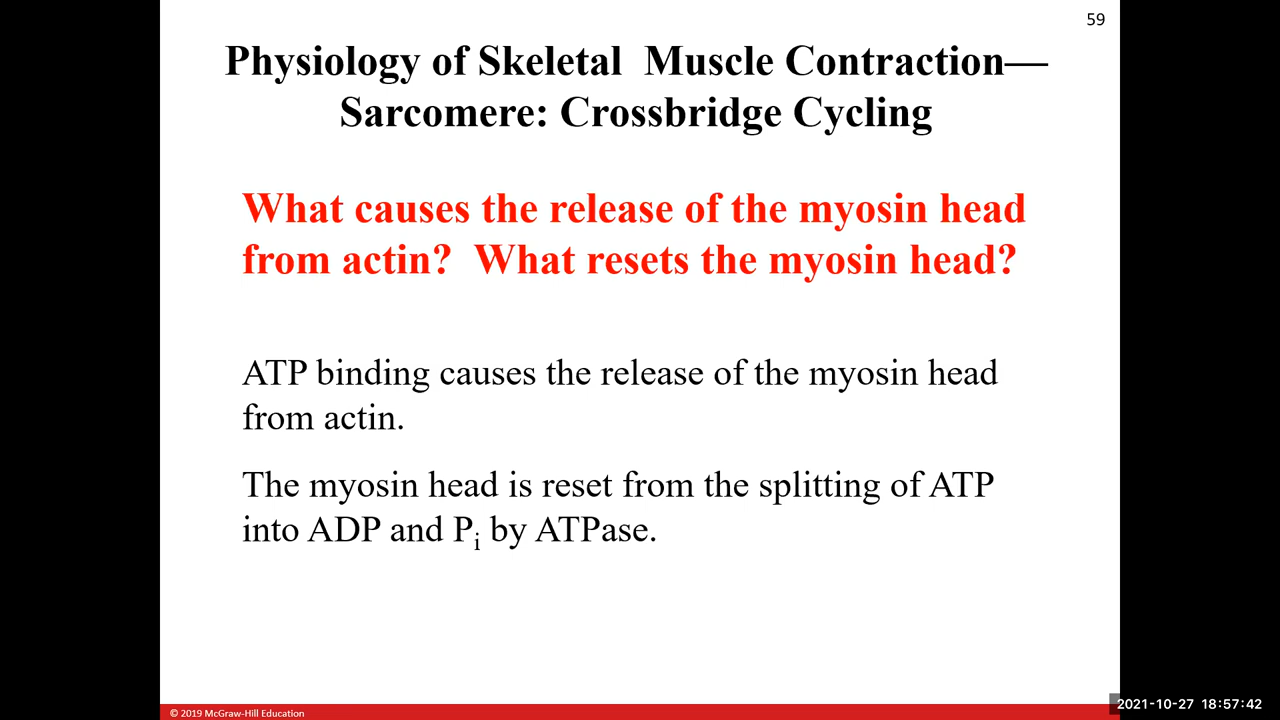 59
Physiology of Skeletal  Muscle Contraction—
Sarcomere: Crossbridge Cycling
What causes the release of the myosin head
from actin?  What resets the myosin head?
ATP binding causes the release of the myosin head
from actin.
The myosin head is reset from the splitting of ATP
into ADP and Pi by ATPase.
© 2019 McGraw-Hill Education
2021-10-27  18:57:42